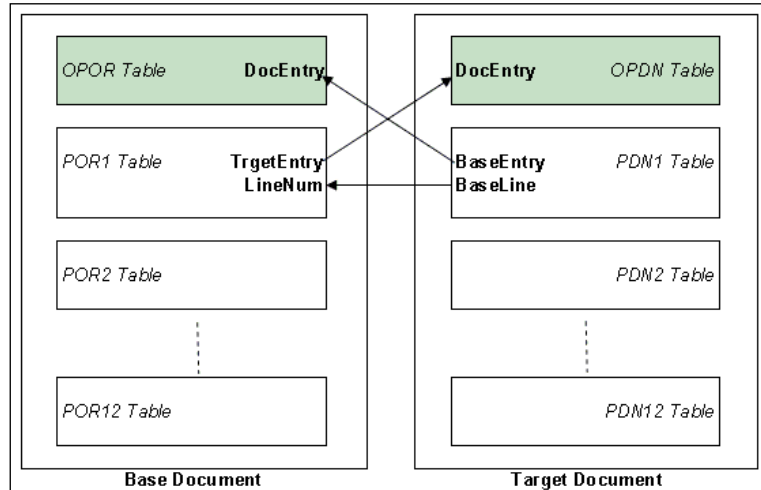 OPOR Table DocEntry
DocEntry OPDN Table
POR1 Table TrgetEntry
LineNum
BaseEntry PDN1 Table
BaseLine
POR2 Table
PDN2 Table
POR12 Table
PDN12 Table
Base Document
Target Document